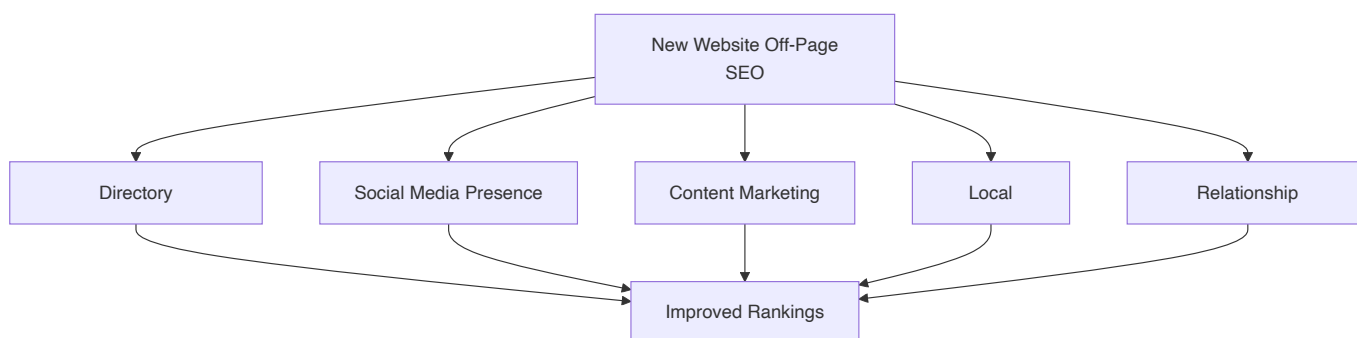 New Website Off-Page
SEO
Directory
Social Media Presence
Content Marketing
Local
Relationship
Improved Rankings